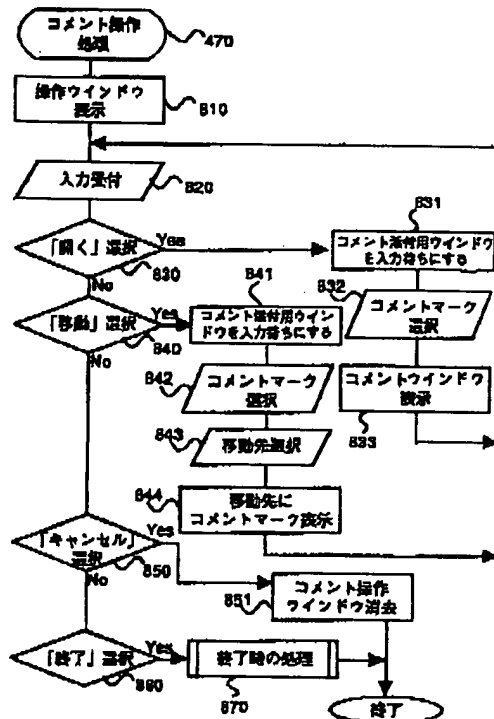 コメント操作
処理
470
操作ウインドウ
表示
810
入力受付
820
「開く」選択
Yes
830
No
831
コメント添付用ウインドウ
を入力待ちにする
832
コメントマーク
選択
コメントウインドウ
表示
833
「移動」選択
Yes
840
No
841
コメント添付用ウイン
ドウを入力待ちにする
842
コメントマーク
選択
843
移動先選択
844
移動先に
コメントマーク表示
「キャンセル」
選択
Yes
850
No
851
コメント操作
ウインドウ消去
「終了」選択
Yes
860
終了時の処理
870
終了